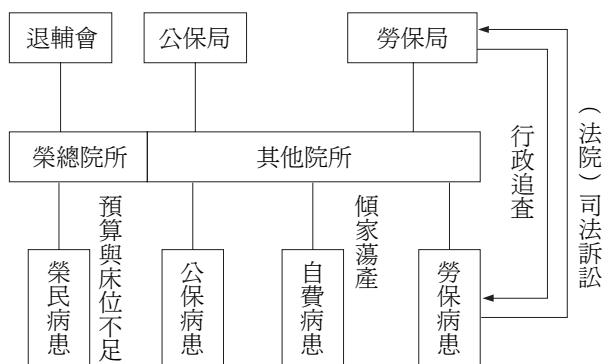 退輔會
公保局
勞保局
榮總院所
其他院所
行政追查
（法院）司法訴訟
預算與床位不足
傾家蕩產
榮民病患
公保病患
自費病患
勞保病患